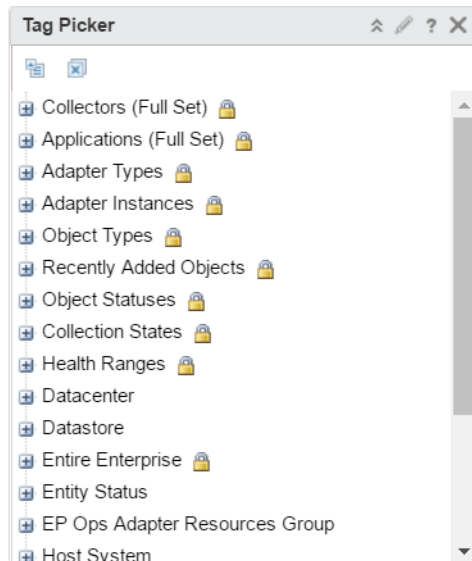 Tag Picker ?
Collectors (Full Set)
Applications (Full Set)
Adapter Types
Adapter Instances
Object Types
Recently Added Objects
Object Statuses
Collection States
Health Ranges
Datacenter
Datastore
Entire Enterprise
Entity Status
EP Ops Adapter Resources Group
Host System